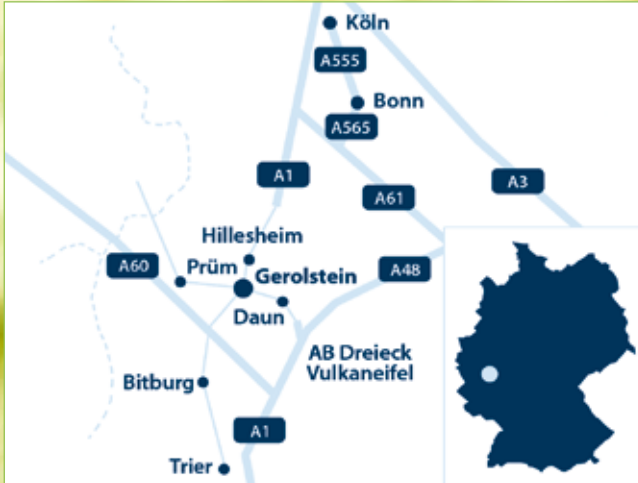 Köln
A555
Bonn
A565
A1
A61
A3
Hillesheim
A60
Prüm
Gerolstein
A48
Daun
AB Dreieck
Vulkaneifel
Bitburg
A1
Trier